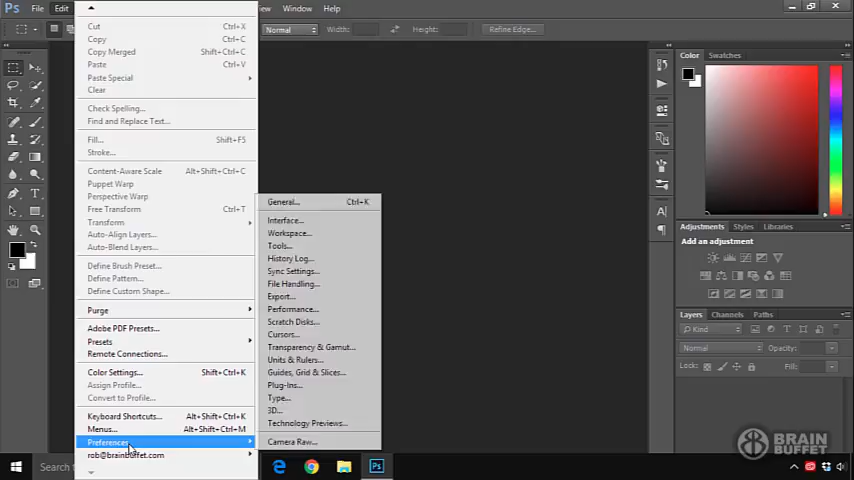 Ps File Edit View Window Help
Normal Width: Height: Refine Edge...
Cut Ctrl+X
Copy Ctrl+C
Copy Merged Shift+Ctrl+C
Paste Ctrl+V
Paste Special
Clear
Check Spelling...
Find and Replace Text...
Fill... Shift+F5
Stroke...
Content-Aware Scale Alt+Shift+Ctrl+C
Puppet Warp
Perspective Warp
Free Transform Ctrl+T
Transform
Auto-Align Layers...
Auto-Blend Layers...
Define Brush Preset...
Define Pattern...
Define Custom Shape...
Purge
Adobe PDF Presets...
Presets
Remote Connections...
Color Settings... Shift+Ctrl+K
Assign Profile...
Convert to Profile...
Keyboard Shortcuts... Alt+Shift+Ctrl+K
Menus... Alt+Shift+Ctrl+M
Preferences
rob@brainbuffet.com
General... Ctrl+K
Interface...
Workspace...
Tools...
History Log...
Sync Settings...
File Handling...
Export...
Performance...
Scratch Disks...
Cursors...
Transparency & Gamut...
Units & Rulers...
Guides, Grid & Slices...
Plug-Ins...
Type...
3D...
Technology Previews...
Camera Raw...
Color Swatches
Adjustments Styles Libraries
Add an adjustment
Layers Channels Paths
Kind
Normal Opacity:
Lock: Fill:
BRAIN
BUFFET
Search
Ps